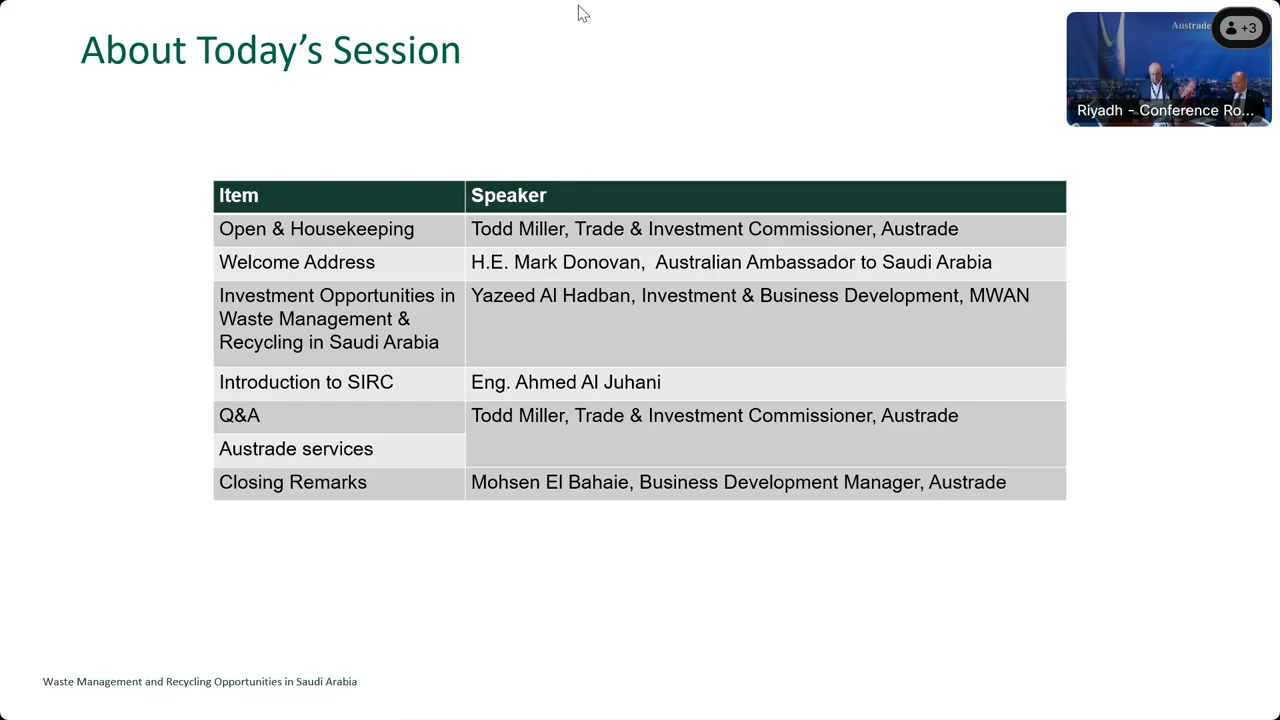 About Today's Session
Austrade
+3
Riyadh - Conference Ro...
Item
Speaker
Open & Housekeeping
Todd Miller, Trade & Investment Commissioner, Austrade
Welcome Address
H.E. Mark Donovan,  Australian Ambassador to Saudi Arabia
Investment Opportunities in
Waste Management &
Recycling in Saudi Arabia
Yazeed Al Hadban, Investment & Business Development, MWAN
Introduction to SIRC
Eng. Ahmed Al Juhani
Q&A
Todd Miller, Trade & Investment Commissioner, Austrade
Austrade services
Closing Remarks
Mohsen El Bahaie, Business Development Manager, Austrade
Waste Management and Recycling Opportunities in Saudi Arabia